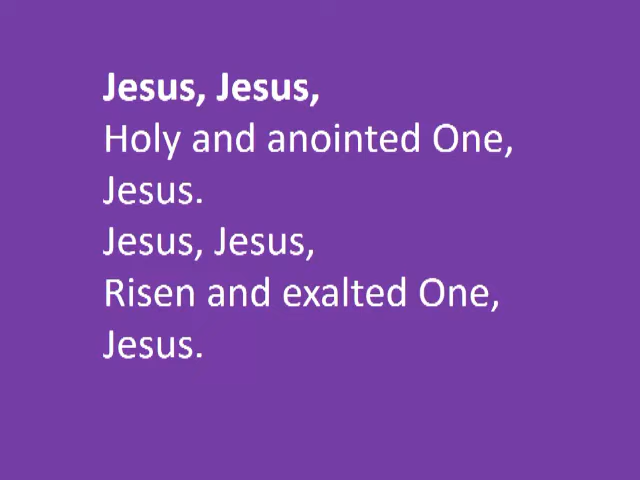 Jesus, Jesus,
Holy and anointed One,
Jesus.
Jesus, Jesus,
Risen and exalted One,
Jesus.